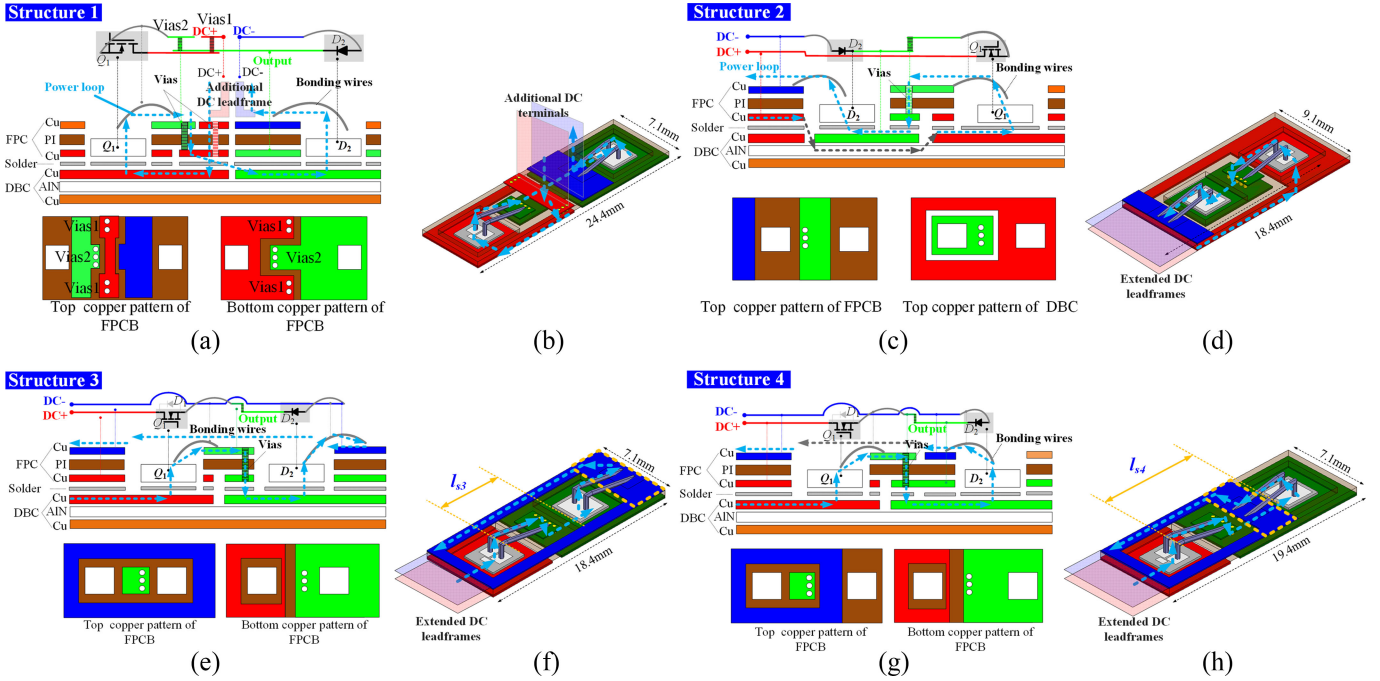 Structure 1
Vias2
Vias1
DC+
DC-
Q1
D2
Output
Vias
DC+
DC-
Additional
DC leadframe
Bonding wires
Power loop
Cu
FPC
PI
Cu
Solder
Cu
DBC
AlN
Cu
Q1
D2
Vias1
Vias2
Vias1
Top copper pattern of
FPCB
Vias1
Vias2
Vias1
Bottom copper pattern of
FPCB
(a)
Additional DC
terminals
7.1mm
24.4mm
(b)
Structure 2
DC-
DC+
D2
Q1
Power loop
Vias
Bonding wires
Cu
FPC
PI
Cu
Solder
Cu
DBC
AlN
Cu
D2
Q1
Top copper pattern of FPCB
Top copper pattern of DBC
(c)
9.1mm
18.4mm
Extended DC
leadframes
(d)
Structure 3
DC-
DC+
D1
Q1
Output
D2
Bonding wires
Vias
Cu
FPC
PI
Cu
Solder
Cu
DBC
AlN
Cu
Q1
D2
Top copper pattern of
FPCB
Bottom copper pattern of
FPCB
(e)
ls3
7.1mm
18.4mm
Extended DC
leadframes
(f)
Structure 4
DC-
DC+
D1
Q1
Output
D2
Vias
Bonding wires
Cu
FPC
PI
Cu
Solder
Cu
DBC
AlN
Cu
Q1
D2
Top copper pattern of
FPCB
Bottom copper pattern of
FPCB
(g)
ls4
7.1mm
19.4mm
Extended DC
leadframes
(h)